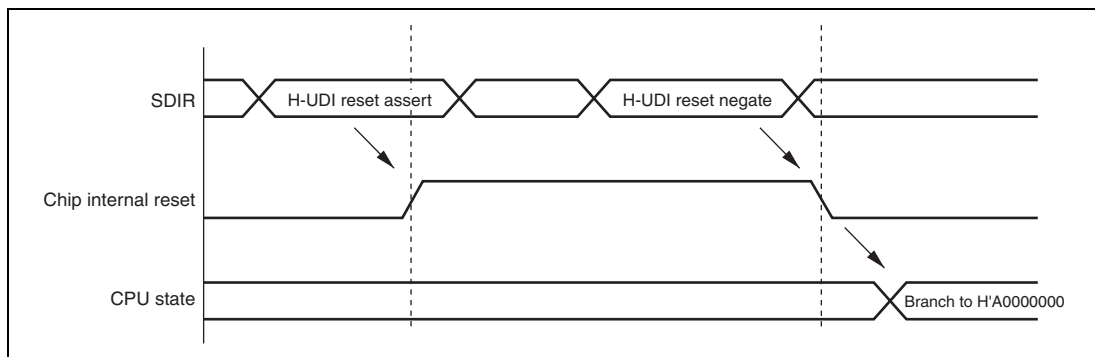 SDIR
H-UDI reset assert
H-UDI reset negate
Chip internal reset
CPU state
Branch to H'A0000000